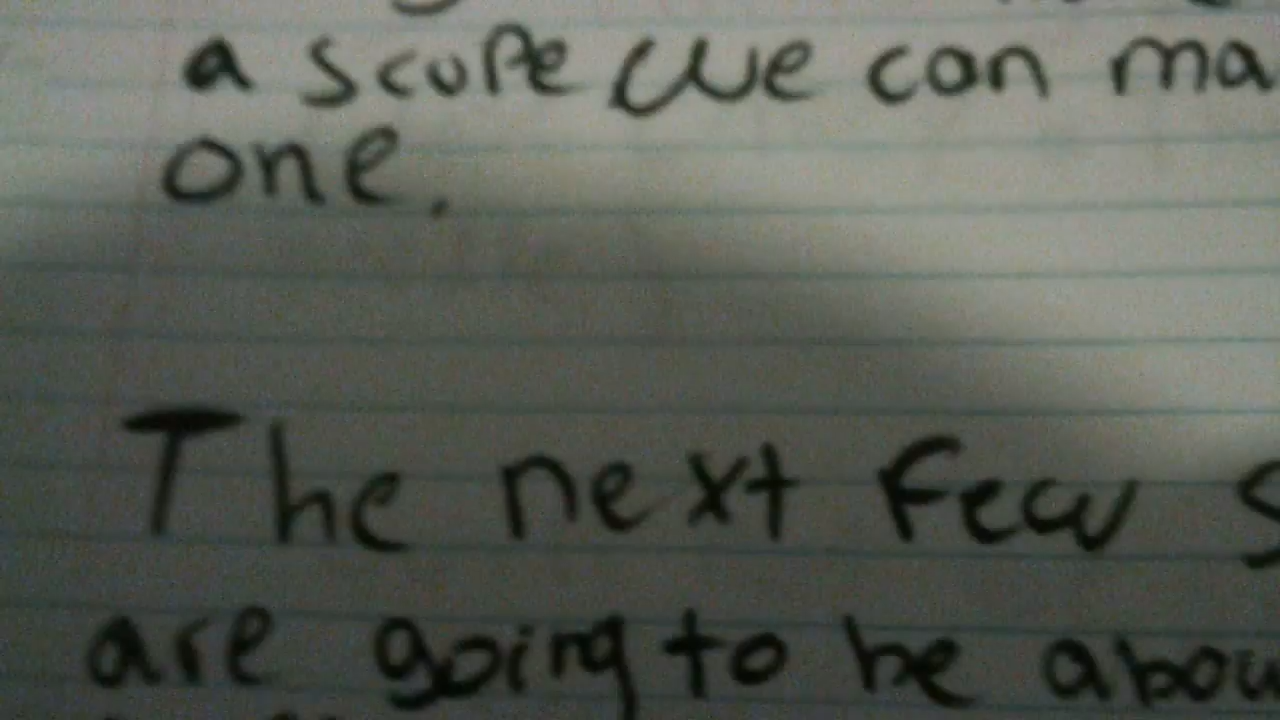 a scope we can ma
one.
The next few s
are going to be abou